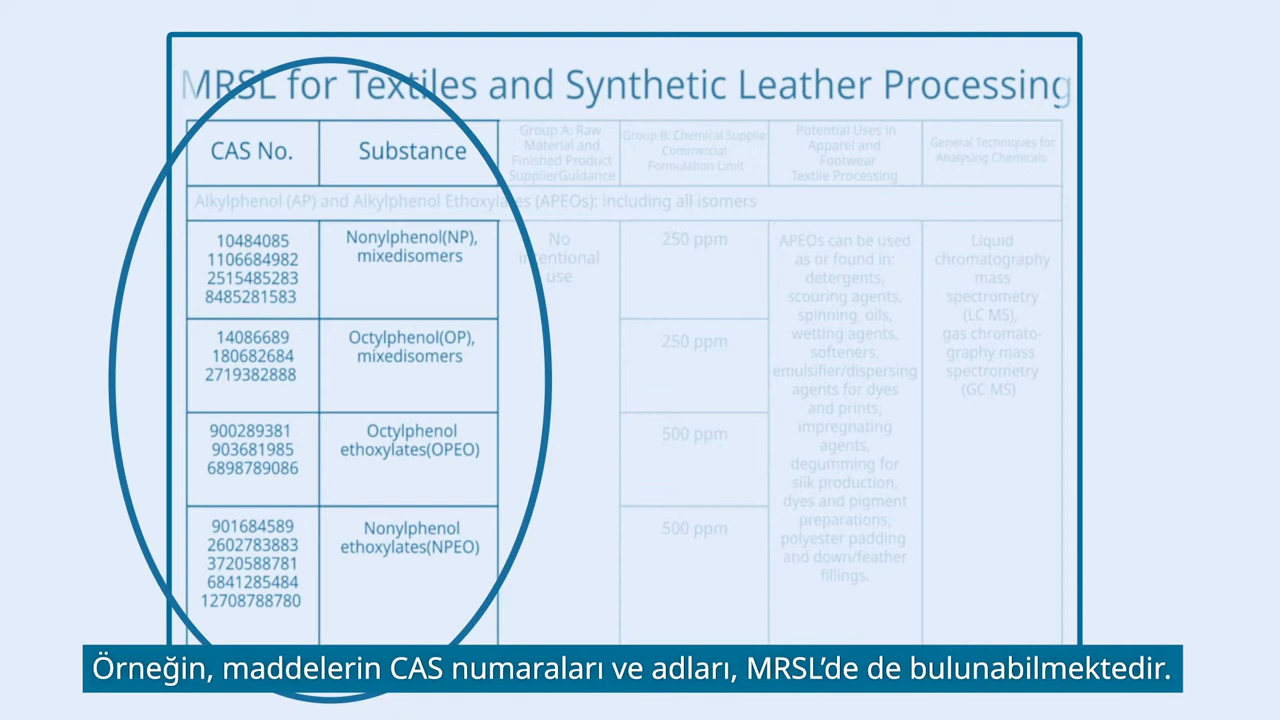 MRSL for Textiles and Synthetic Leather Processing
CAS No.
Substance
Group A: Raw
Material and
Finished Product
SupplierGuidance
Group B: Chemical Supplie
Commercial
Formulation Limit
Potential Uses in
Apparel and
Footwear
Textile Processing
General Techniques for
Analysing Chemicals
Alkylphenol (AP) and Alkylphenol Ethoxylates (APEOs): including all isomers
10484085
1106684982
2515485283
8485281583
Nonylphenol(NP),
mixedisomers
No
intentional
use
250 ppm
14086689
180682684
2719382888
Octylphenol(OP),
mixedisomers
250 ppm
900289381
903681985
6898789086
Octylphenol
ethoxylates(OPEO)
500 ppm
901684589
2602783883
3720588781
6841285484
12708788780
Nonylphenol
ethoxylates(NPEO)
500 ppm
APEOs can be used
as or found in:
detergents,
scouring agents,
spinning oils,
wetting agents,
softeners,
emulsifier/dispersing
agents for dyes
and prints,
impregnating
agents,
degumming for
silk production,
dyes and pigment
preparations,
polyester padding
and down/feather
fillings.
Liquid
chromatography
mass
spectrometry
(LC MS),
gas chromato-
graphy mass
spectrometry
(GC MS)
Örneğin, maddelerin CAS numaraları ve adları, MRSL’de de bulunabilmektedir.